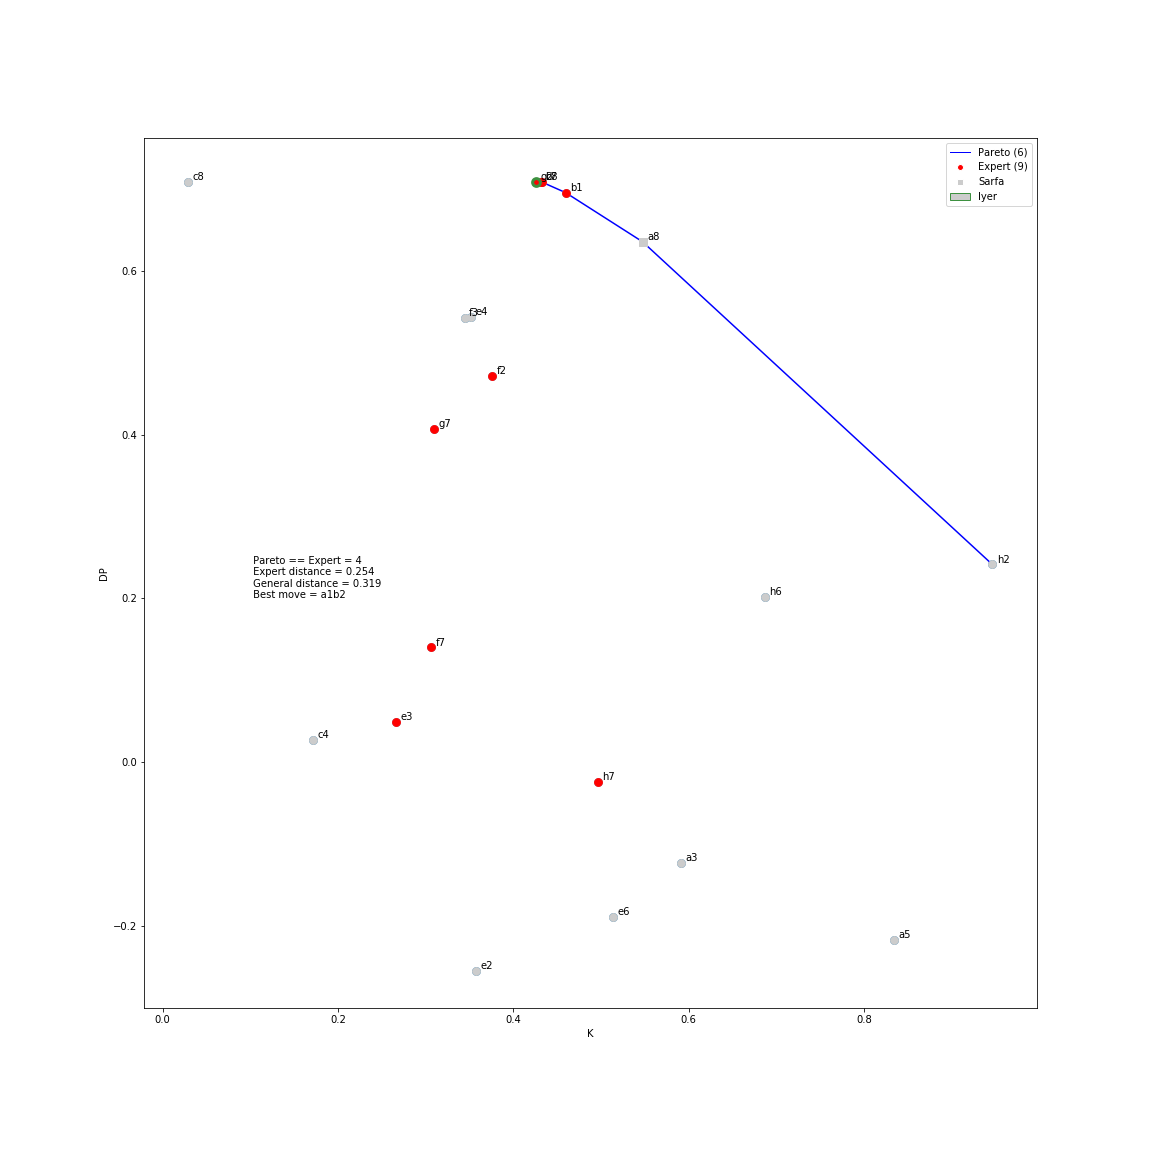 Pareto (6)
Expert (9)
Sarfa
Iyer
c8
b1
a8
0.6
f3
e4
f2
0.4
g7
DP
Pareto == Expert = 4
Expert distance = 0.254
General distance = 0.319
Best move = a1b2
h2
h6
0.2
f7
e3
c4
0.0
h7
a3
e6
−0.2
a5
e2
0.0 0.2 0.4 0.6 0.8
K